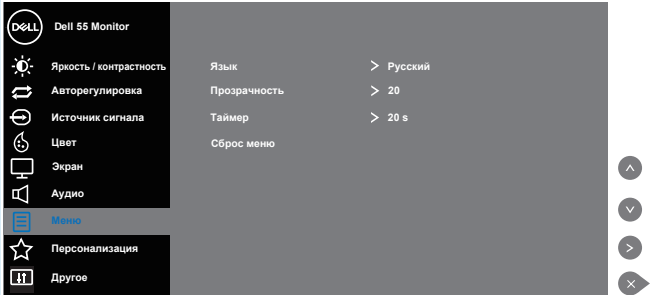 DELL
Dell 55 Monitor
Яркость / контрастность
Авторегулировка
Источник сигнала
Цвет
Экран
Аудио
Меню
Персонализация
Другое
Язык > Русский
Прозрачность > 20
Таймер > 20 s
Сброс меню